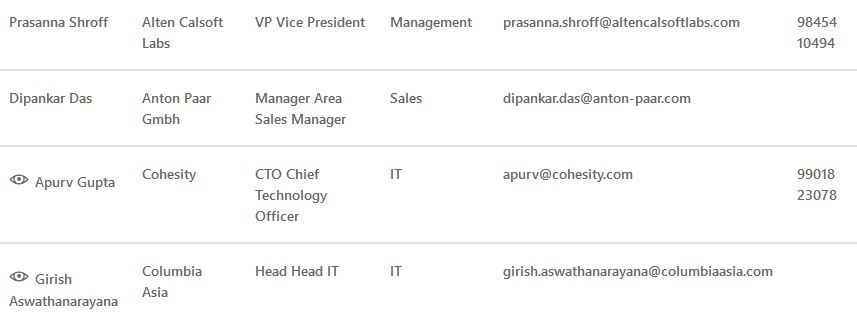 Prasanna Shroff Alten Calsoft VP Vice President Management prasanna.shroff@altencalsoftlabs.com 98454
Labs 10494
Dipankar Das Anton Paar Manager Area Sales dipankar.das@anton-paar.com
Gmbh Sales Manager
Apurv Gupta Cohesity CTO Chief IT apurv@cohesity.com 99018
Technology 23078
Officer
Girish Columbia Head Head IT IT girish.aswathanarayana@columbiaasia.com
Aswathanarayana Asia